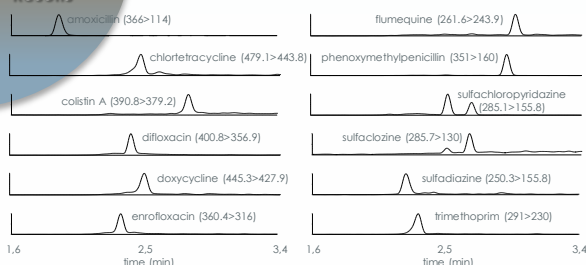 amoxicillin (366>114)
chlortetracycline (479.1>443.8)
colistin A (390.8>379.2)
difloxacin (400.8>356.9)
doxycycline (445.3>427.9)
enrofloxacin (360.4>316)
1,6 2,5 3,4
time (min)
flumequine (261.6>243.9)
phenoxymethylpenicillin (351>160)
sulfachloropyridazine
(285.1>155.8)
sulfaclozine (285.7>130)
sulfadiazine (250.3>155.8)
trimethoprim (291>230)
1,6 2,5 3,4
time (min)